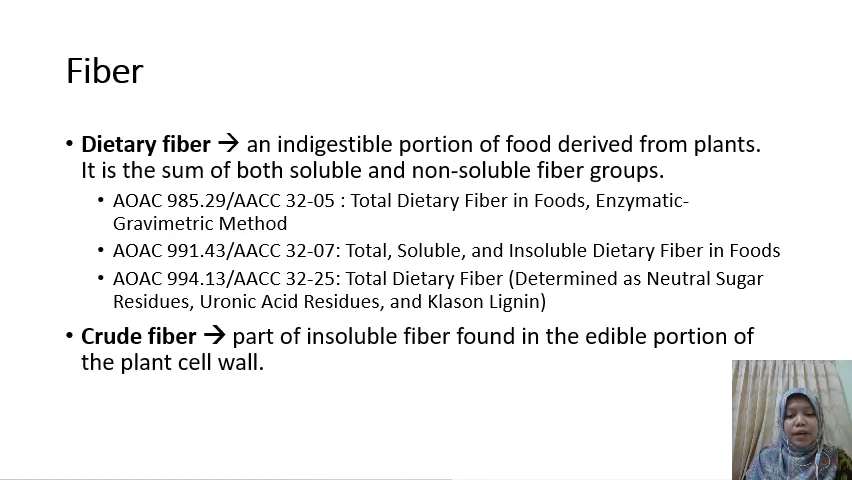 Fiber
• Dietary fiber → an indigestible portion of food derived from plants.
It is the sum of both soluble and non-soluble fiber groups.
• AOAC 985.29/AACC 32-05 : Total Dietary Fiber in Foods, Enzymatic-
Gravimetric Method
• AOAC 991.43/AACC 32-07: Total, Soluble, and Insoluble Dietary Fiber in Foods
• AOAC 994.13/AACC 32-25: Total Dietary Fiber (Determined as Neutral Sugar
Residues, Uronic Acid Residues, and Klason Lignin)
• Crude fiber → part of insoluble fiber found in the edible portion of
the plant cell wall.